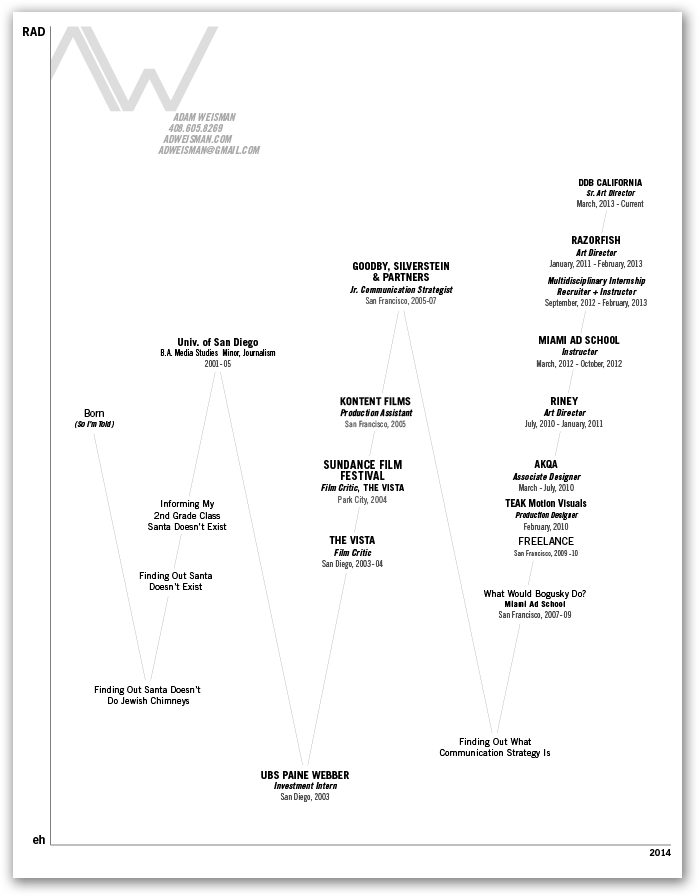 RAD
ADAM WEISMAN
408.605.8269
ADWEISMAN.COM
ADWEISMAN@GMAIL.COM
Born
(So I'm Told)
Finding Out Santa Doesn't
Do Jewish Chimneys
Finding Out Santa
Doesn't Exist
Informing My
2nd Grade Class
Santa Doesn't Exist
Univ. of San Diego
B.A. Media Studies Minor, Journalism
2001-05
UBS PAINE WEBBER
Investment Intern
San Diego, 2003
THE VISTA
Film Critic
San Diego, 2003-04
SUNDANCE FILM
FESTIVAL
Film Critic, THE VISTA
Park City, 2004
KONTENT FILMS
Production Assistant
San Francisco, 2005
GOODBY, SILVERSTEIN
& PARTNERS
Jr. Communication Strategist
San Francisco, 2005-07
Finding Out What
Communication Strategy Is
What Would Bogusky Do?
Miami Ad School
San Francisco, 2007-09
FREELANCE
San Francisco, 2009-10
TEAK Motion Visuals
Production Designer
February, 2010
AKQA
Associate Designer
March - July, 2010
RINEY
Art Director
July, 2010 - January, 2011
MIAMI AD SCHOOL
Instructor
March, 2012 - October, 2012
RAZORFISH
Art Director
January, 2011 - February, 2013
Multidisciplinary Internship
Recruiter + Instructor
September, 2012 - February, 2013
DDB CALIFORNIA
Sr. Art Director
March, 2013 - Current
eh
2014